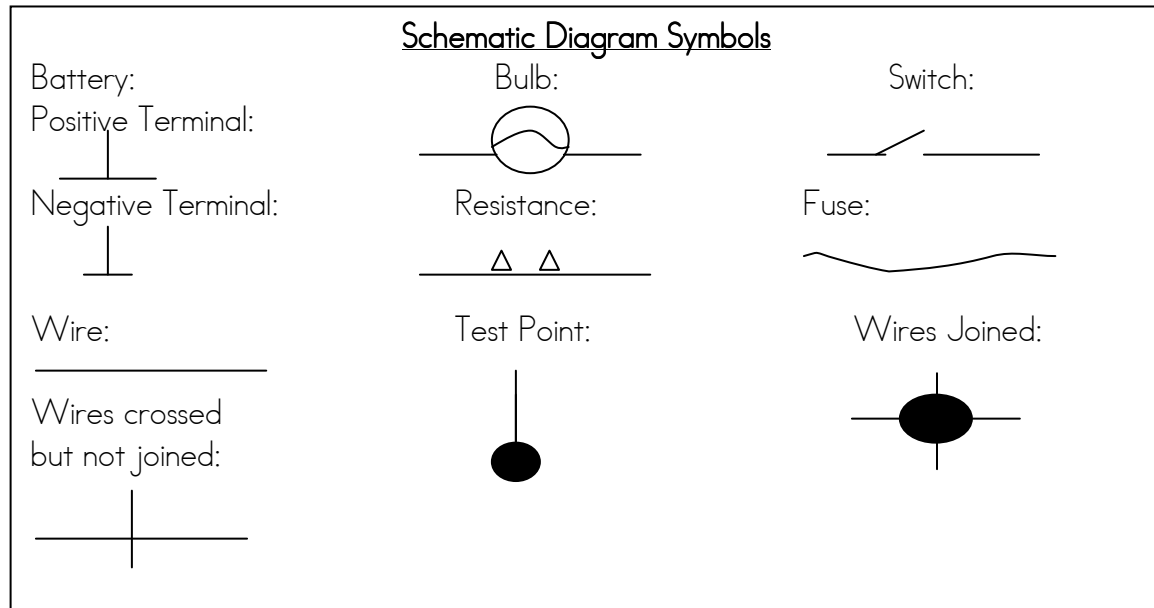 Schematic Diagram Symbols
Battery:
Positive Terminal:
Bulb:
Switch:
Negative Terminal:
Resistance:
Fuse:
Wire:
Test Point:
Wires Joined:
Wires crossed
but not joined: